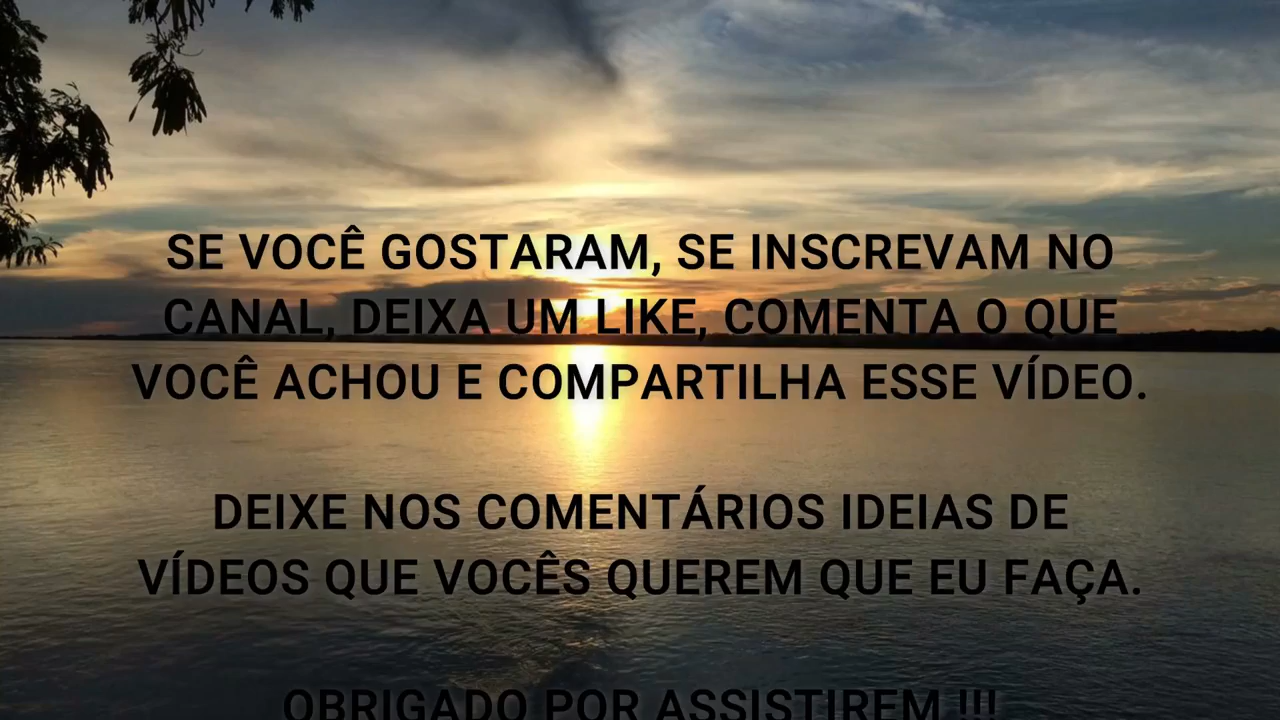 SE VOCÊ GOSTARAM, SE INSCREVAM NO
CANAL, DEIXA UM LIKE, COMENTA O QUE
VOCÊ ACHOU E COMPARTILHA ESSE VÍDEO.
DEIXE NOS COMENTÁRIOS IDEIAS DE
VÍDEOS QUE VOCÊS QUEREM QUE EU FAÇA.
OBRIGADO POR ASSISTIREM !!!